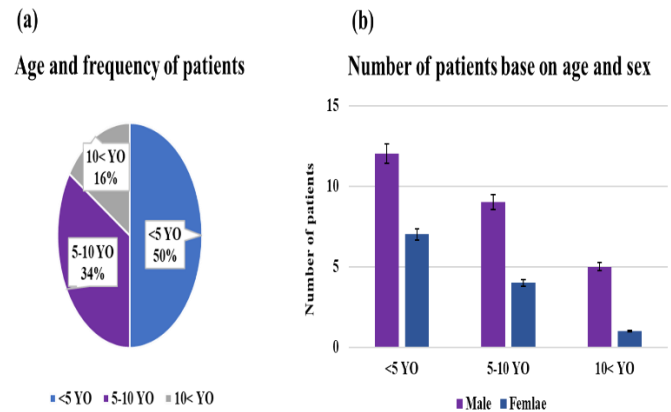 (a)
Age and frequency of patients
10< YO
16%
5-10 YO
34%
<5 YO
50%
<5 YO 5-10 YO 10< YO
(b)
Number of patients base on age and sex
Number of patients
15
10
5
0
<5 YO 5-10 YO 10< YO
Male Femlae